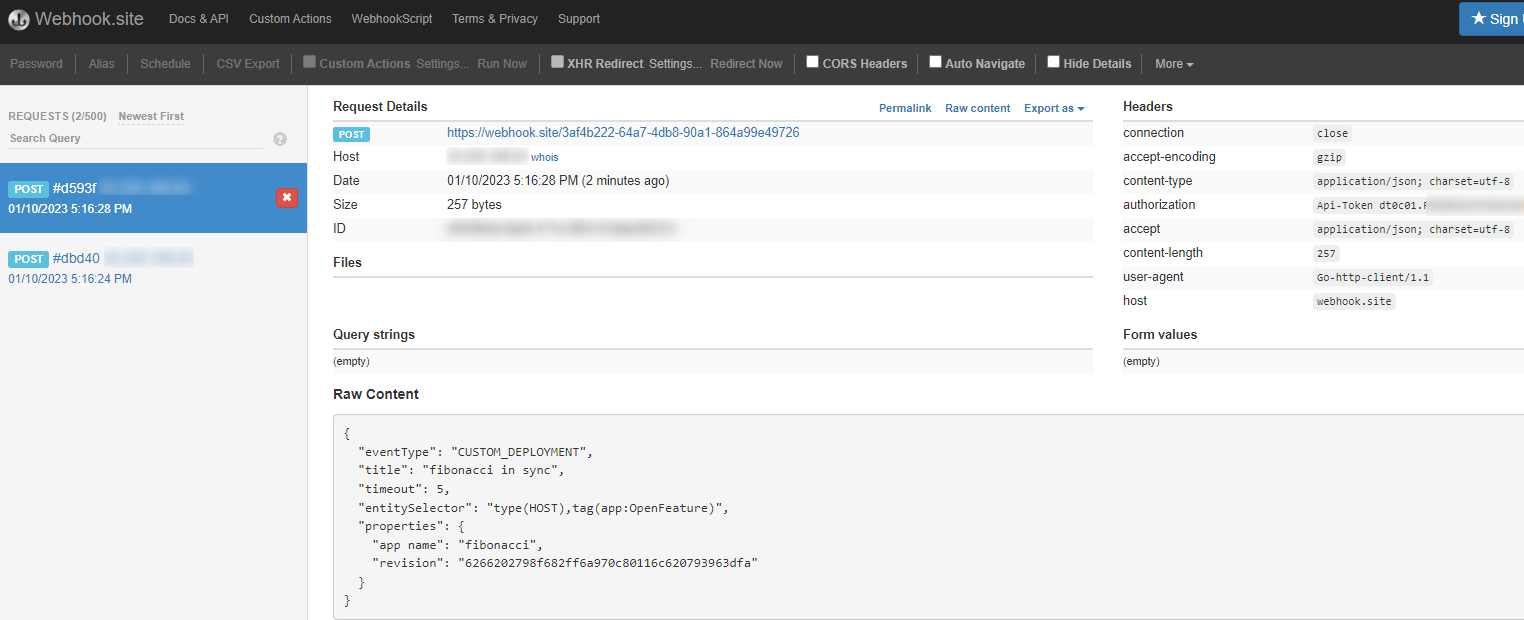 Webhook.site Docs & API Custom Actions WebhookScript Terms & Privacy Support Sign
Password Alias Schedule CSV Export Custom Actions Settings... Run Now XHR Redirect Settings... Redirect Now CORS Headers Auto Navigate Hide Details More
REQUESTS (2/500) Newest First
Search Query
?
POST #d593f
01/10/2023 5:16:28 PM
POST #dbd40
01/10/2023 5:16:24 PM
Request Details Permalink Raw content Export as
POST https://webhook.site/3af4b222-64a7-4db8-90a1-864a99e49726
Host whois
Date 01/10/2023 5:16:28 PM (2 minutes ago)
Size 257 bytes
ID
Files
Headers
connection close
accept-encoding gzip
content-type application/json; charset=utf-8
authorization Api-Token dt0c01.
accept application/json; charset=utf-8
content-length 257
user-agent Go-http-client/1.1
host webhook.site
Query strings
(empty)
Form values
(empty)
Raw Content
{
"eventType": "CUSTOM_DEPLOYMENT",
"title": "fibonacci in sync",
"timeout": 5,
"entitySelector": "type(HOST),tag(app:OpenFeature)",
"properties": {
"app name": "fibonacci",
"revision": "6266202798f682ff6a970c80116c620793963dfa"
}
}